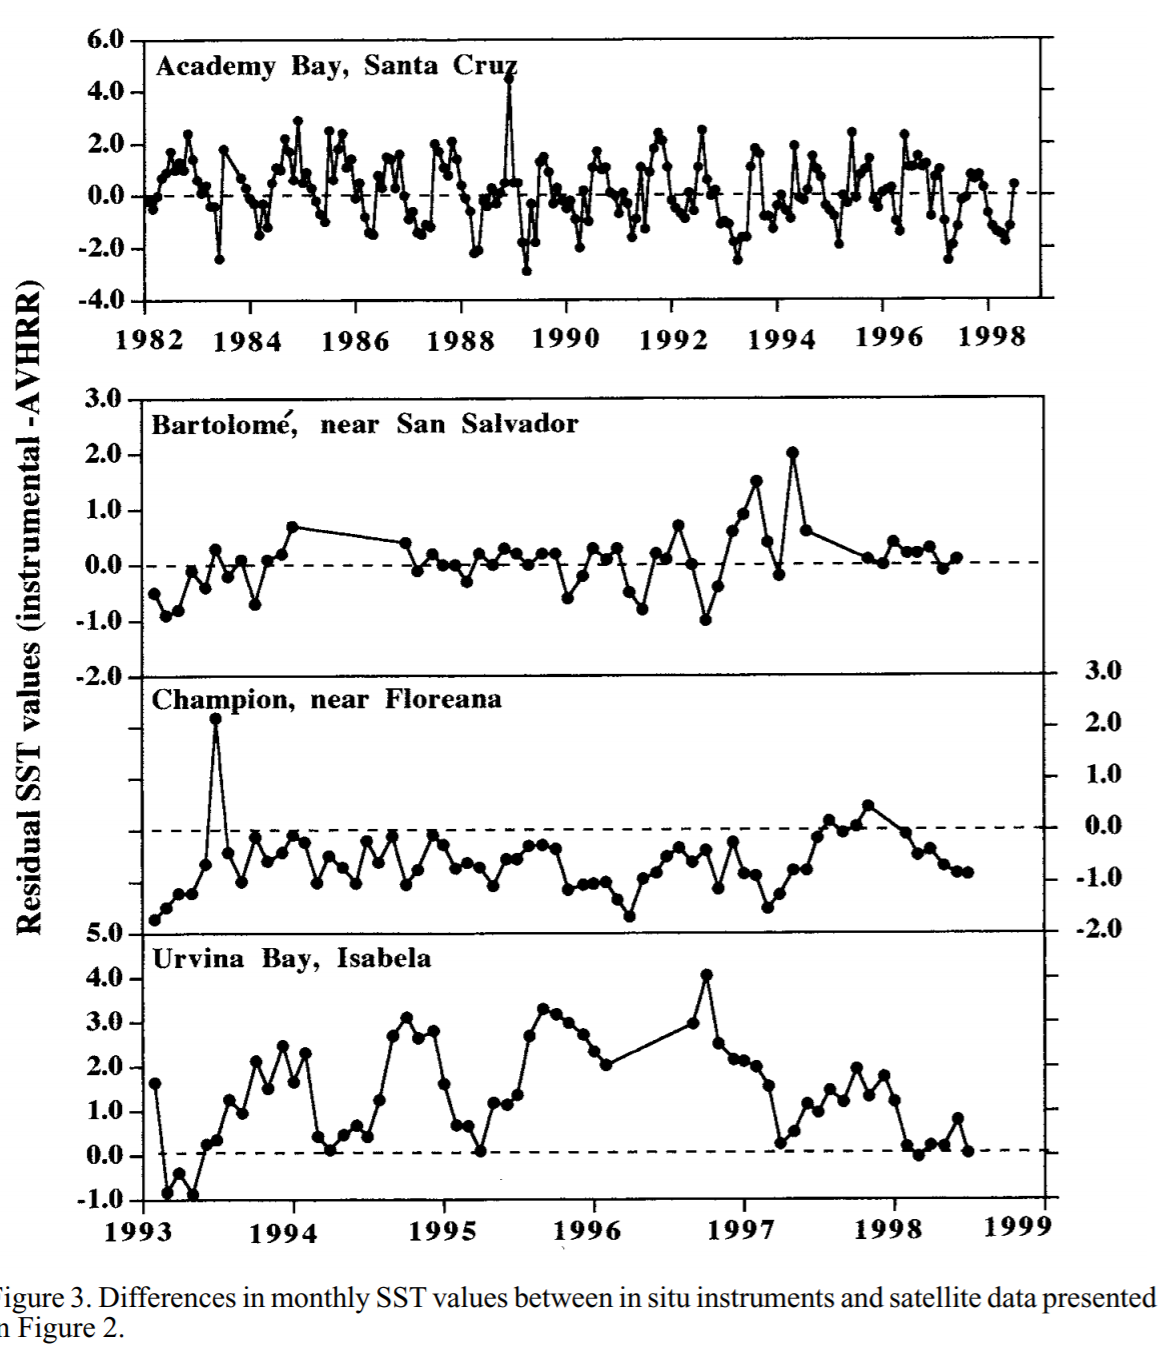 Residual SST values (instrumental -AVHRR)
6.0
4.0
2.0
0.0
-2.0
-4.0
Academy Bay, Santa Cruz
1982 1984 1986 1988 1990 1992 1994 1996 1998
3.0
2.0
1.0
0.0
-1.0
-2.0
Bartolomé, near San Salvador
Champion, near Floreana
3.0
2.0
1.0
0.0
-1.0
-2.0
5.0
4.0
3.0
2.0
1.0
0.0
-1.0
Urvina Bay, Isabela
1993 1994 1995 1996 1997 1998 1999
igure 3. Differences in monthly SST values between in situ instruments and satellite data presented
n Figure 2.